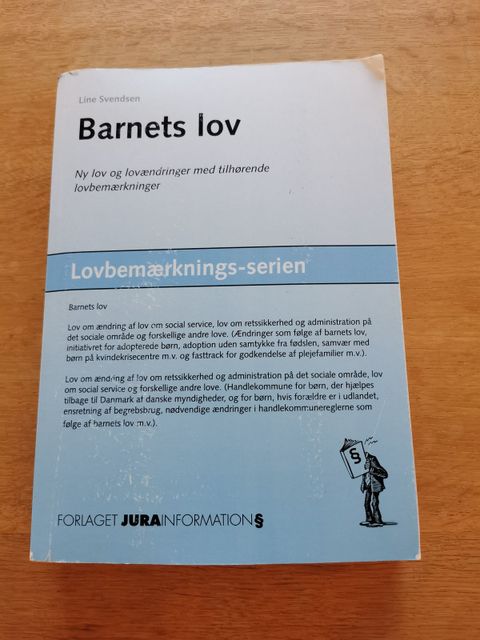 Line Svendsen
Barnets lov
Ny lov og lovændringer med tilhørende
lovbemærkninger
Lovbemærknings-serien
Barnets lov
Lov om ændring af lov om social service, lov om retssikkerhed og administration på
det sociale område og forskellige andre love. (Ændringer som følge af barnets lov,
initiativret for adopterede børn, adoption uden samtykke fra fødslen, samvær med
børn på kvindekrisecentre m.v. og fasttrack for godkendelse af plejefamilier m.v.).
Lov om ændring af lov om retssikkerhed og administration på det sociale område, lov
om social service og forskellige andre love. (Handlekommune for børn, der hjælpes
tilbage til Danmark af danske myndigheder, og for børn, hvis forældre er i udlandet,
ensretning af begrebsbrug, nødvendige ændringer i handlekommunereglerne som
følge af barnets lov m.v.).
§
FORLAGET JURAINFORMATION§